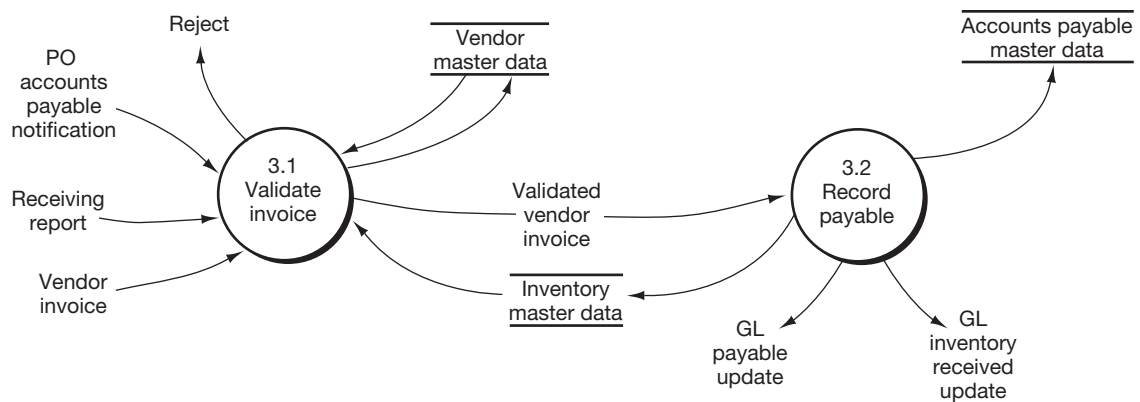 Reject
PO
accounts
payable
notification
Vendor
master data
Accounts payable
master data
3.1
Validate
invoice
3.2
Record
payable
Receiving
report
Validated
vendor
invoice
Vendor
invoice
Inventory
master data
GL
payable
update
GL
inventory
received
update